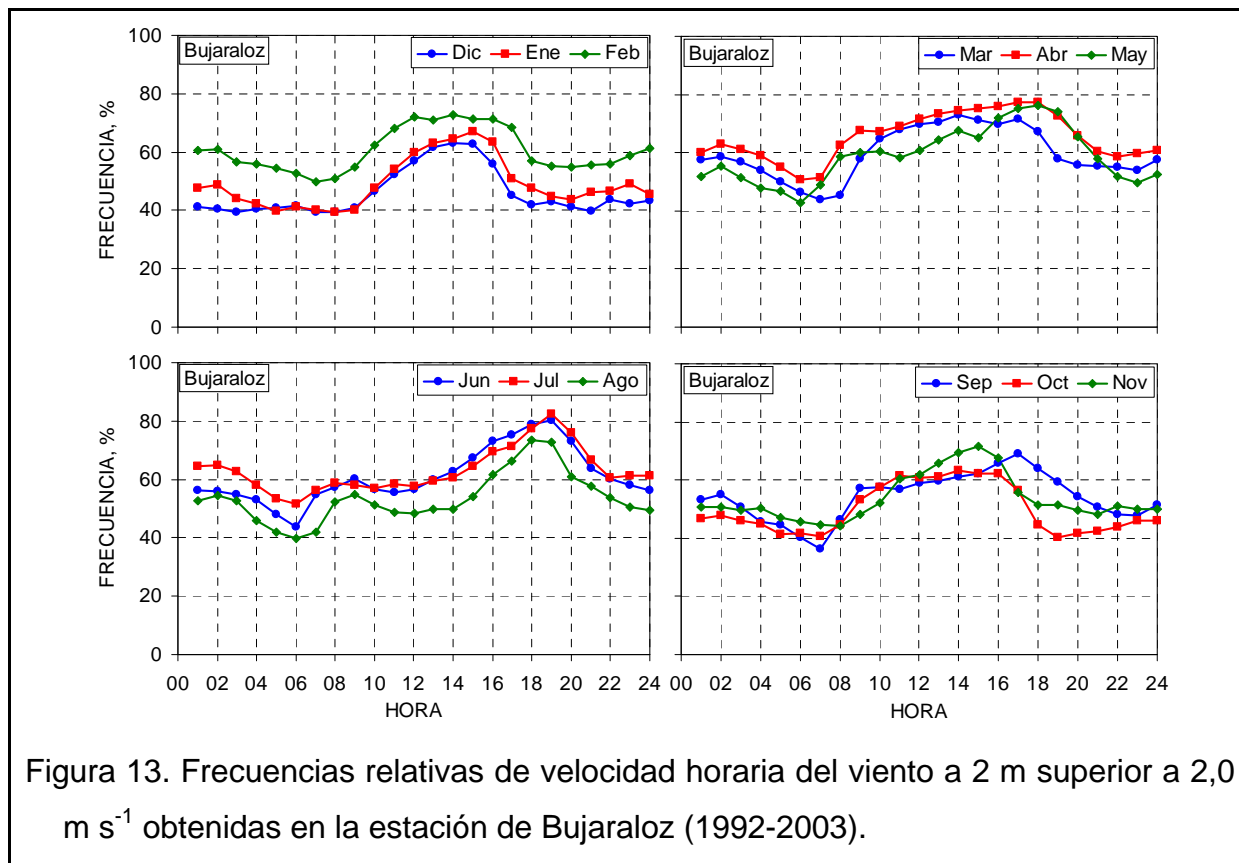 Bujaraloz
Dic Ene Feb
FRECUENCIA, %
100
80
60
40
20
0
Bujaraloz
Mar Abr May
Bujaraloz
Jun Jul Ago
FRECUENCIA, %
100
80
60
40
20
0
00 02 04 06 08 10 12 14 16 18 20 22 24
HORA
Bujaraloz
Sep Oct Nov
00 02 04 06 08 10 12 14 16 18 20 22 24
HORA
Figura 13. Frecuencias relativas de velocidad horaria del viento a 2 m superior a 2,0
m s⁻¹ obtenidas en la estación de Bujaraloz (1992-2003).